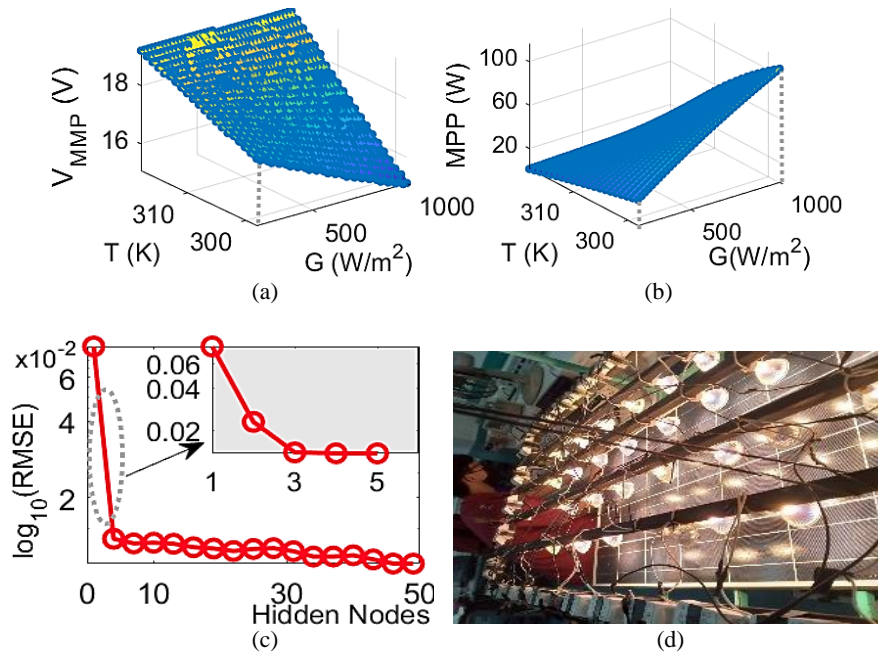 18
16
V_MMP (V)
310
300
T (K)
500
1000
G (W/m²)
(a)
100
60
20
MPP (W)
310
300
T (K)
500
1000
G(W/m²)
(b)
x10⁻²
6
4
2
log₁₀(RMSE)
0.06
0.04
0.02
1 3 5
0 10 30 50
Hidden Nodes
(c)
(d)